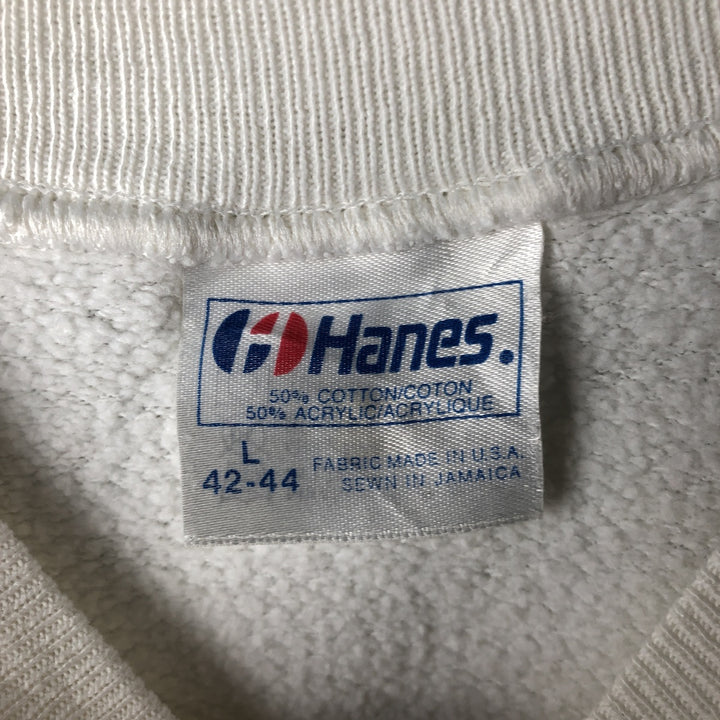 Hanes.
50% COTTON/COTON
50% ACRYLIC/ACRYLIQUE
L
42-44
FABRIC MADE IN U.S.A.
SEWN IN JAMAICA